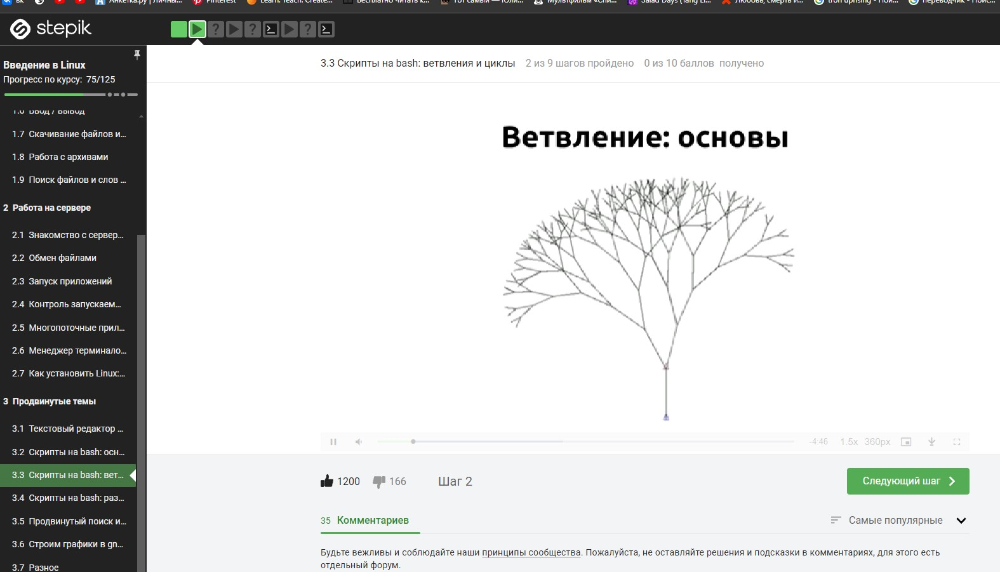 вк
Анкетка.ру | Личны...
Pinterest
Learn. Teach. Create...
Бесплатно читать к...
Тот самый — Юли...
Мультфильм «Спи...
Salad Days (Tang Li...
Любовь, смерть и...
Tron uprising - Пои...
переводчик - Поис...
stepik
Введение в Linux
Прогресс по курсу: 75/125
1.6 Ввод / вывод
1.7 Скачивание файлов и...
1.8 Работа с архивами
1.9 Поиск файлов и слов ...
2 Работа на сервере
2.1 Знакомство с сервер...
2.2 Обмен файлами
2.3 Запуск приложений
2.4 Контроль запускаем...
2.5 Многопоточные прил...
2.6 Менеджер терминало...
2.7 Как установить Linux:...
3 Продвинутые темы
3.1 Текстовый редактор ...
3.2 Скрипты на bash: осн...
3.3 Скрипты на bash: вет...
3.4 Скрипты на bash: раз...
3.5 Продвинутый поиск и...
3.6 Строим графики в gn...
3.7 Разное
3.3 Скрипты на bash: ветвления и циклы 2 из 9 шагов пройдено 0 из 10 баллов получено
Ветвление: основы
-4:46 1.5x 360px
1200 166 Шаг 2
Следующий шаг
35 Комментариев
Самые популярные
Будьте вежливы и соблюдайте наши принципы сообщества. Пожалуйста, не оставляйте решения и подсказки в комментариях, для этого есть
отдельный форум.